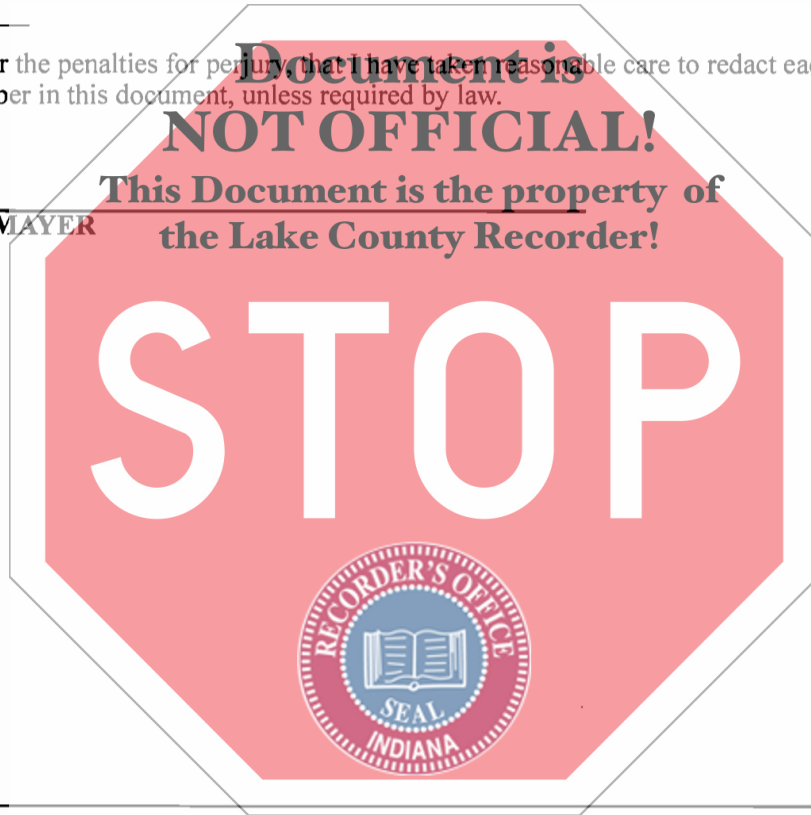 Document is
r the penalties for perjury, that I have taken reasonable care to redact eac
ber in this document, unless required by law.
NOT OFFICIAL!
This Document is the property of
MAYER
the Lake County Recorder!
STOP
RECORDER'S OFFICE
SEAL
INDIANA